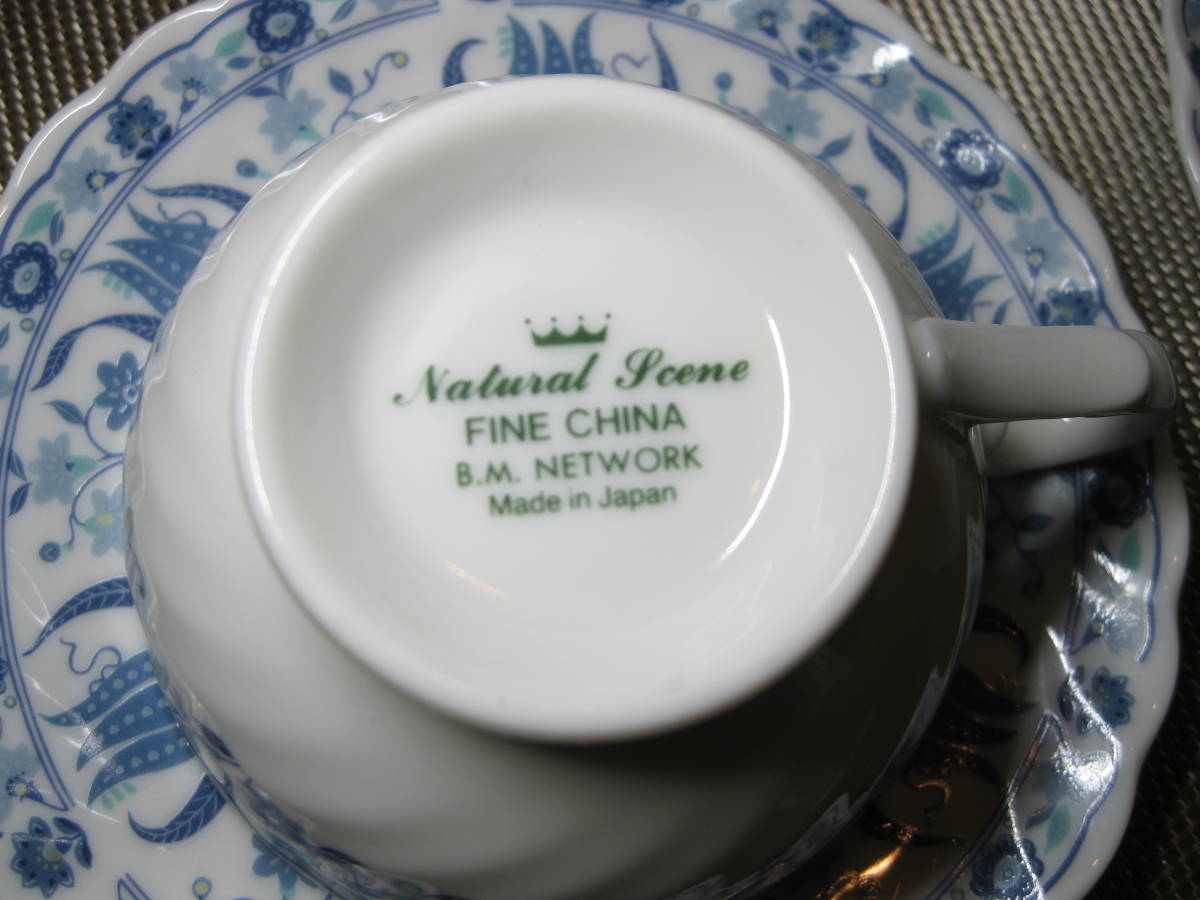 Natural Scene
FINE CHINA
B.M. NETWORK
Made in Japan